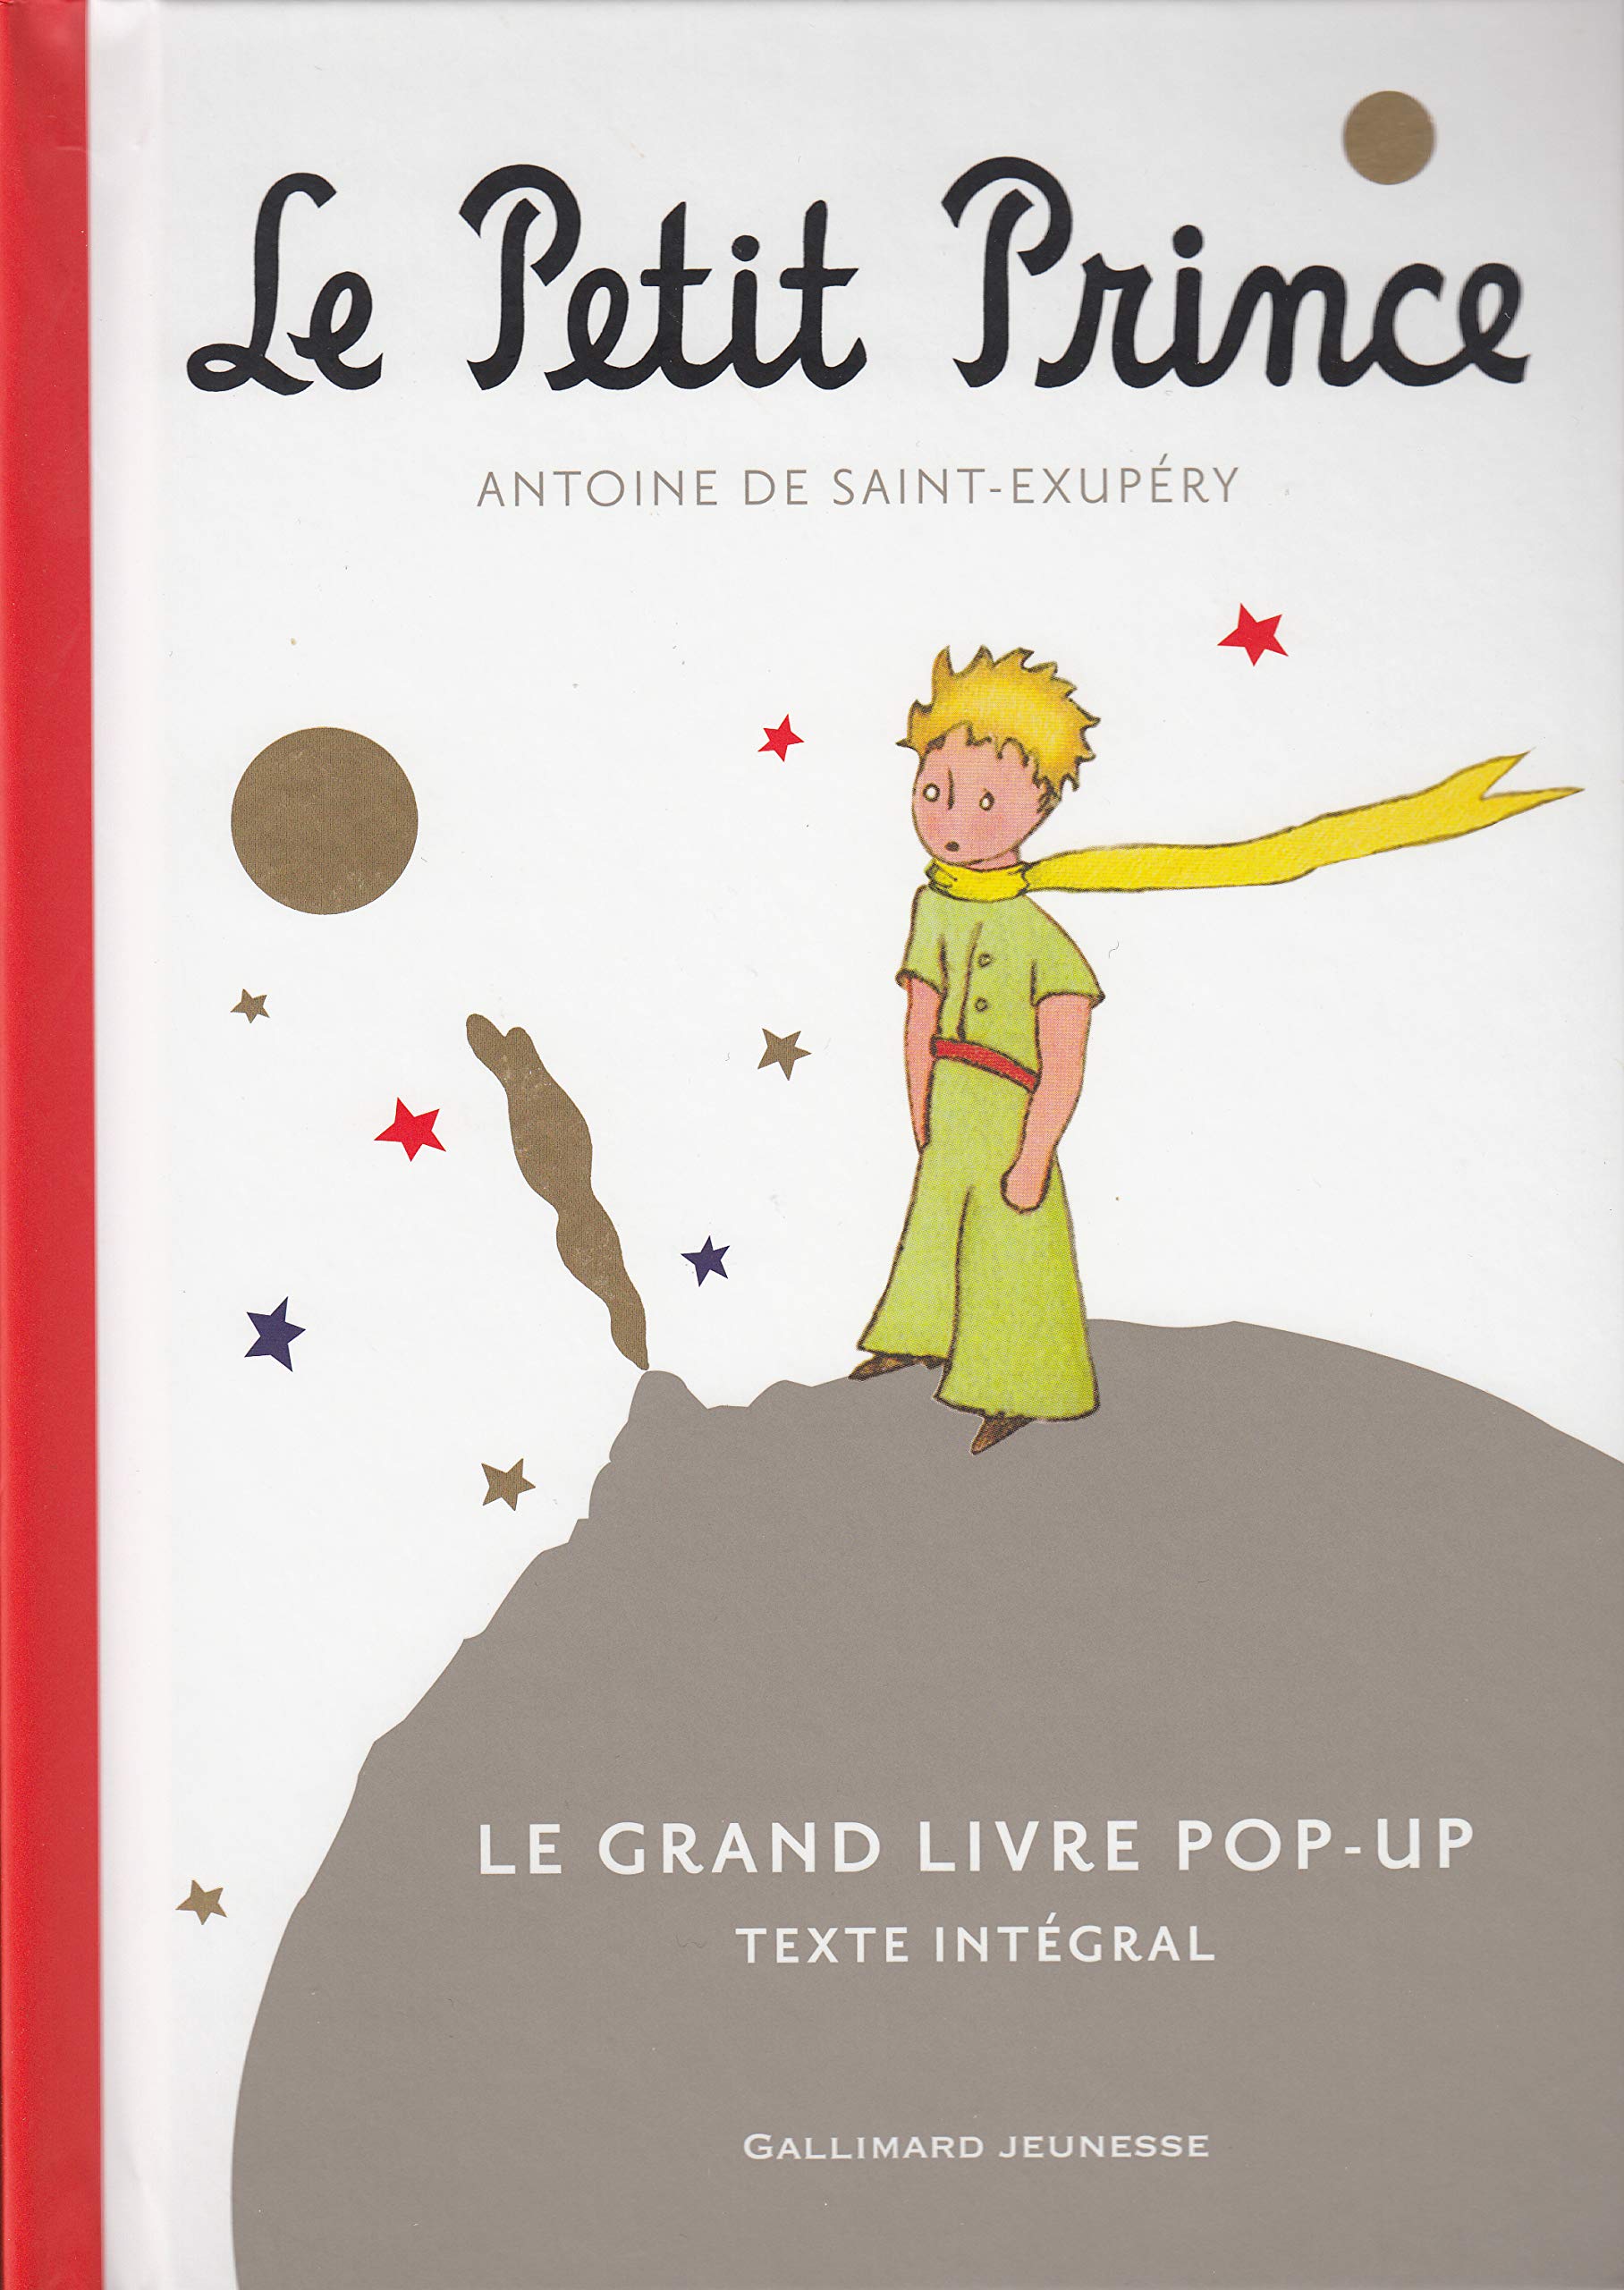 Le Petit Prince
ANTOINE DE SAINT-EXUPÉRY
LE GRAND LIVRE POP-UP
TEXTE INTÉGRAL
GALLIMARD JEUNESSE